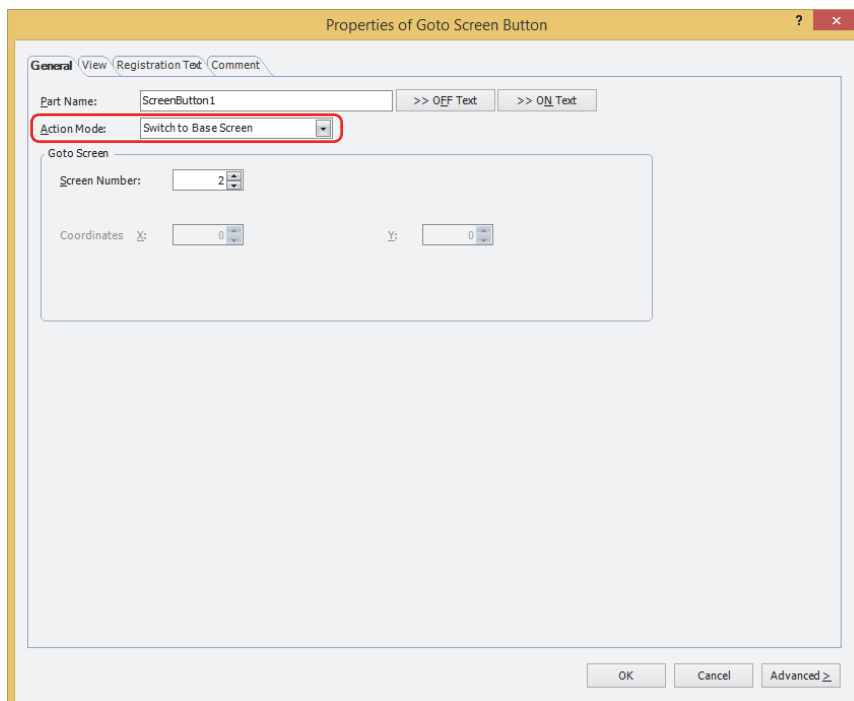 Properties of Goto Screen Button ? ×
General View Registration Text Comment
Part Name: ScreenButton1 >> OFF Text >> ON Text
Action Mode: Switch to Base Screen
Goto Screen
Screen Number: 2
Coordinates X: 0 Y: 0
OK Cancel Advanced >